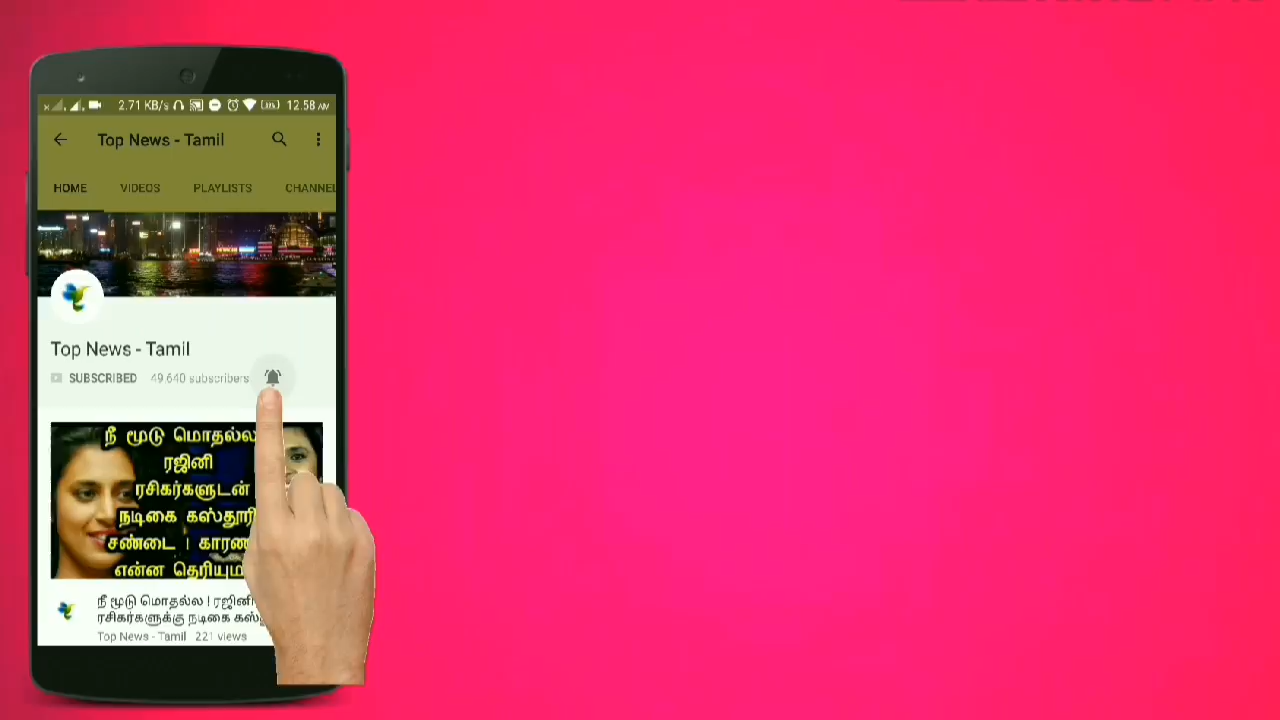 2.71 KB/s 12.58 AM
Top News - Tamil
HOME VIDEOS PLAYLISTS CHANNEL
Top News - Tamil
SUBSCRIBED 49,640 subscribers
நீ மூடு மொதல்ல
ரஜினி
ரசிகர்களுடன்
நடிகை கஸ்தூரி
சண்டை !
என்ன
நீ மூடு மொதல்ல ! ரஜினி
ரசிகர்களுக்கு நடிகை
Top News - Tamil 221 views